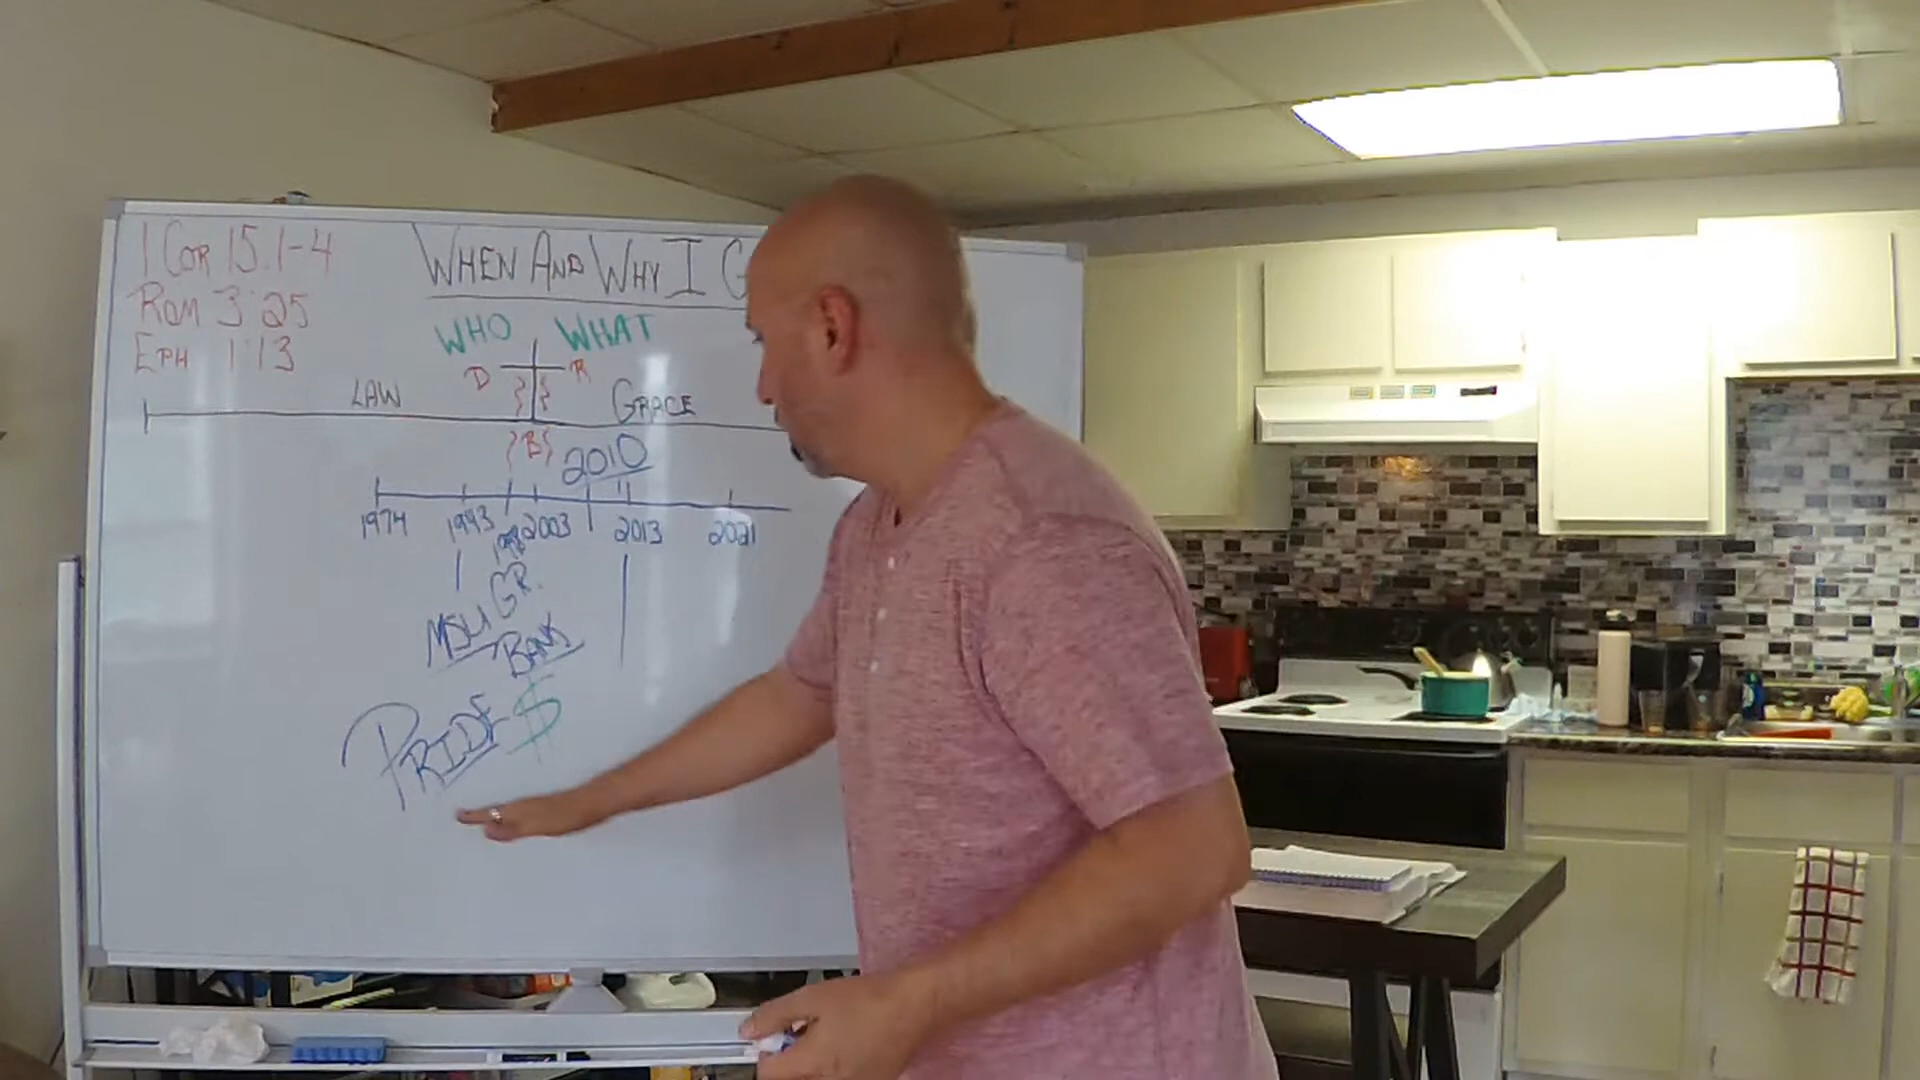 1 COR 15.1-4
ROM 3:25
EPH 1:13
WHEN AND WHY I G
WHO WHAT
D R
LAW GRACE
B
2010
1974 1993 1998 2003 2013 2021
MSU GR.
BANK
PRIDE $